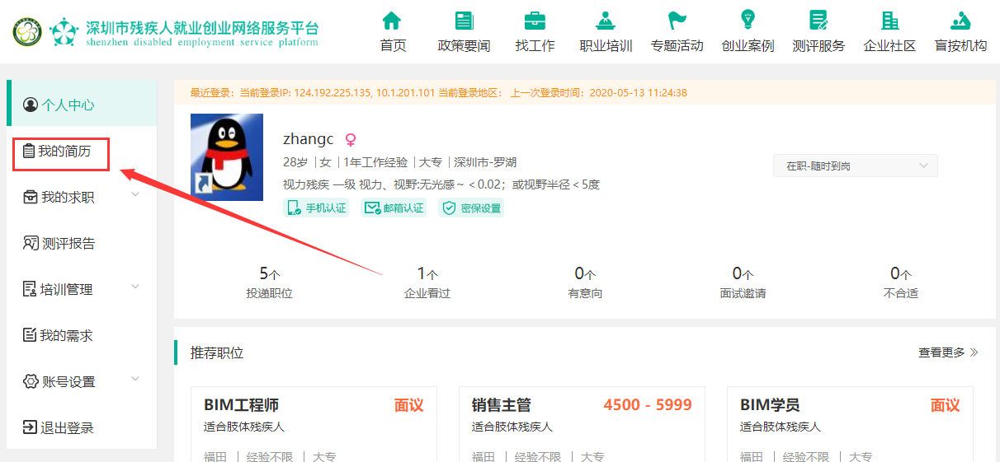 深圳市残疾人就业创业网络服务平台
shenzhen disabled employment service platform
首页 政策要闻 找工作 职业培训 专题活动 创业案例 测评服务 企业社区 盲按机构
个人中心
我的简历
我的求职
测评报告
培训管理
我的需求
账号设置
退出登录
最近登录：当前登录IP: 124.192.225.135, 10.1.201.101 当前登录地区： 上一次登录时间：2020-05-13 11:24:38
zhangc
28岁 | 女 | 1年工作经验 | 大专 | 深圳市-罗湖
视力残疾 —级 视力、视野:无光感～＜0.02；或视野半径＜5度
手机认证 邮箱认证 密保设置
在职-随时到岗
5个 1个 0个 0个 0个
投递职位 企业看过 有意向 面试邀请 不合适
推荐职位 查看更多
BIM工程师 面议
适合肢体残疾人
福田 | 经验不限 | 大专
销售主管 4500 - 5999
适合肢体残疾人
福田 | 经验不限 | 大专
BIM学员 面议
适合肢体残疾人
福田 | 经验不限 | 大专